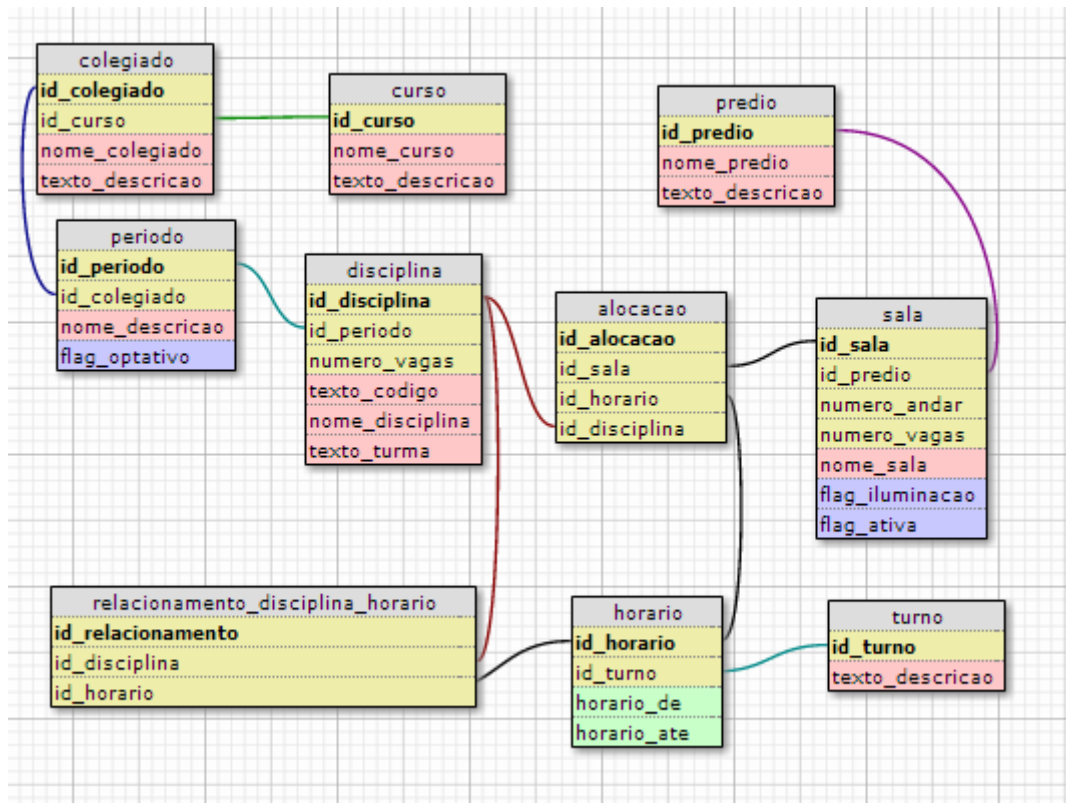 colegiado
id_colegiado
id_curso
nome_colegiado
texto_descricao
curso
id_curso
nome_curso
texto_descricao
predio
id_predio
nome_predio
texto_descricao
periodo
id_periodo
id_colegiado
nome_descricao
flag_optativo
disciplina
id_disciplina
id_periodo
numero_vagas
texto_codigo
nome_disciplina
texto_turma
alocacao
id_alocacao
id_sala
id_horario
id_disciplina
sala
id_sala
id_predio
numero_andar
numero_vagas
nome_sala
flag_iluminacao
flag_ativa
relacionamento_disciplina_horario
id_relacionamento
id_disciplina
id_horario
horario
id_horario
id_turno
horario_de
horario_ate
turno
id_turno
texto_descricao